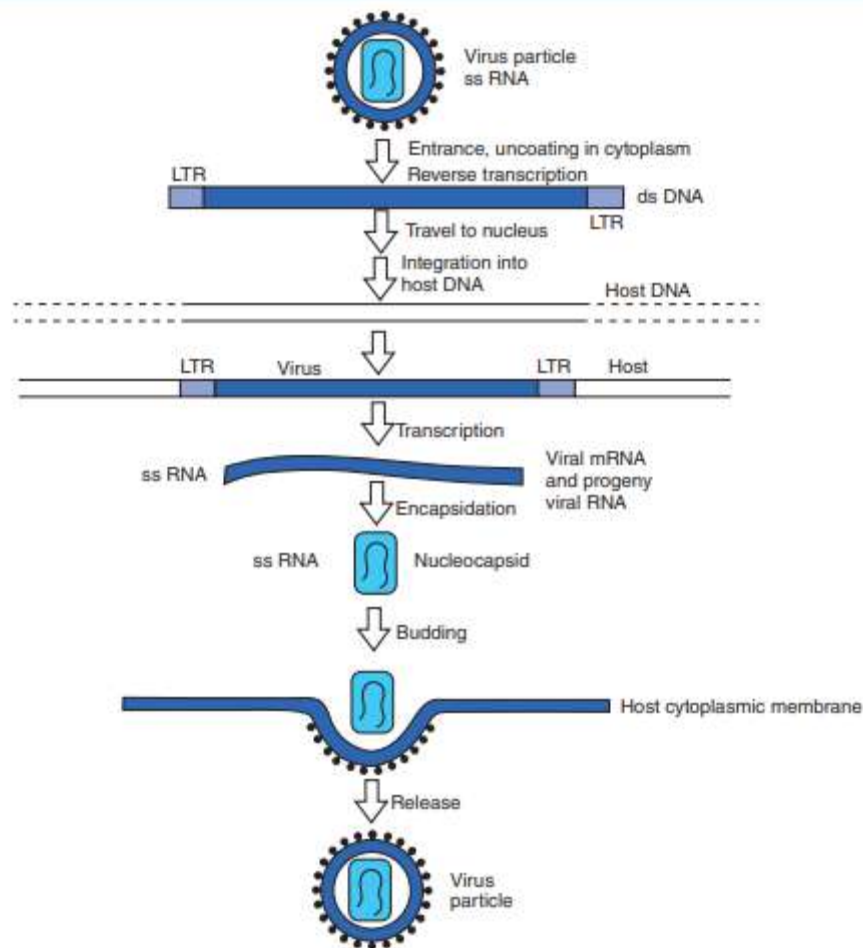 Virus particle
ss RNA
Entrance, uncoating in cytoplasm
LTR
Reverse transcription
ds DNA
LTR
Travel to nucleus
Integration into
host DNA
Host DNA
LTR
Virus
LTR
Host
Transcription
ss RNA
Viral mRNA
and progeny
viral RNA
Encapsidation
ss RNA
Nucleocapsid
Budding
Host cytoplasmic membrane
Release
Virus
particle